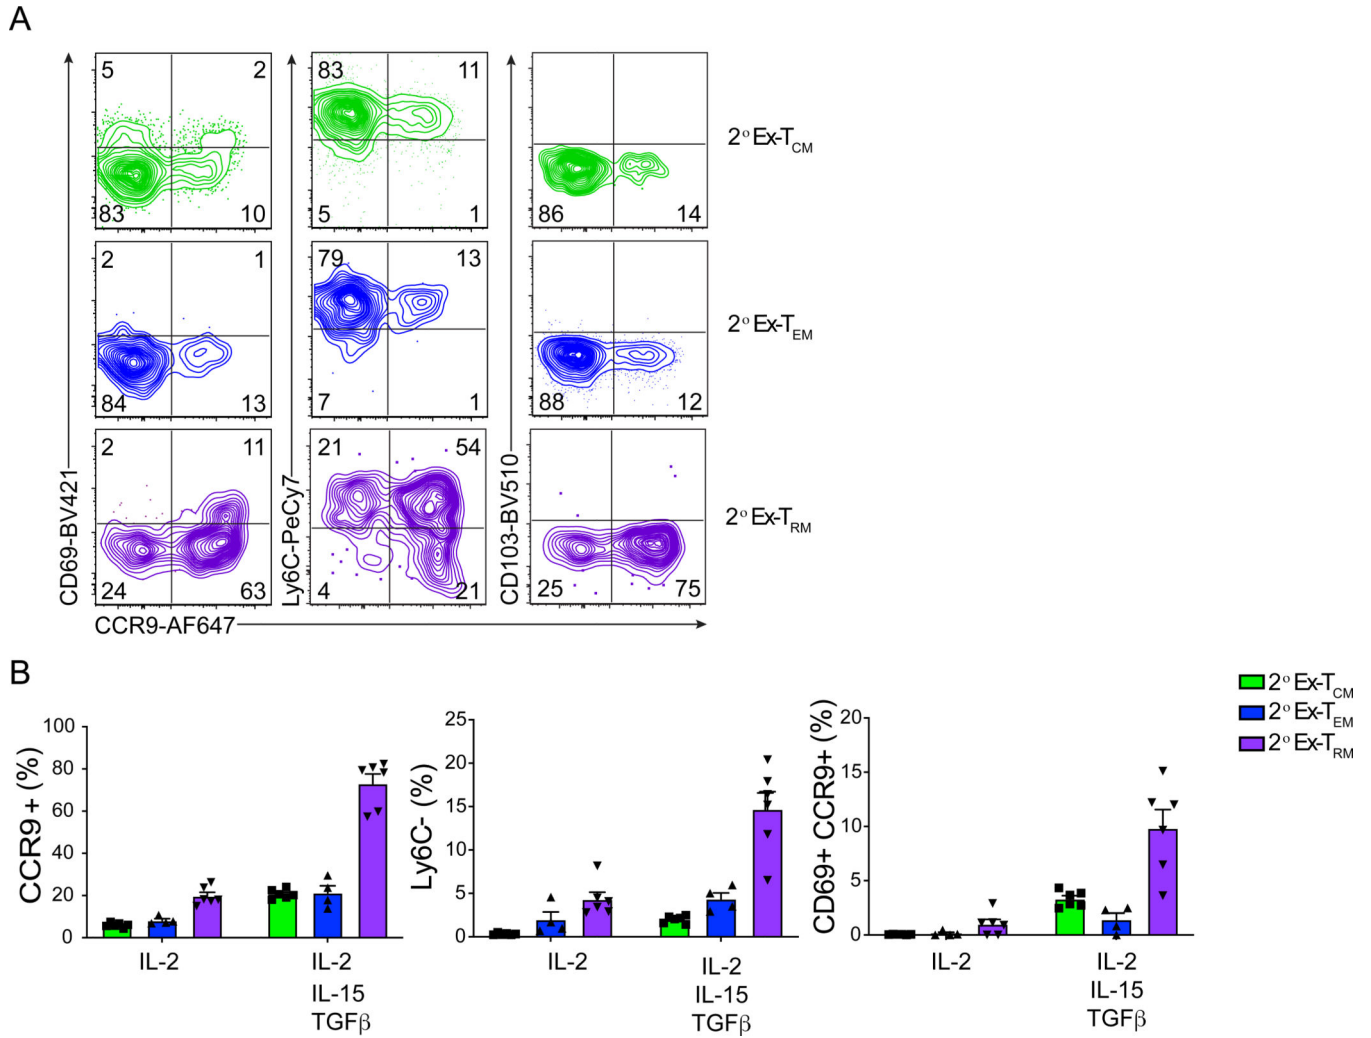 A
5 2
83 10
83 11
5 1
86 14
2° Ex-TCM
2 1
84 13
79 13
7 1
88 12
2° Ex-TEM
2 11
24 63
21 54
4 21
25 75
2° Ex-TRM
CD69-BV421
Ly6C-PeCy7
CD103-BV510
CCR9-AF647
B
2° Ex-TCM
2° Ex-TEM
2° Ex-TRM
CCR9+ (%)
100
80
60
40
20
0
IL-2
IL-2
IL-15
TGFβ
Ly6C- (%)
25
20
15
10
5
0
IL-2
IL-2
IL-15
TGFβ
CD69+ CCR9+ (%)
20
15
10
5
0
IL-2
IL-2
IL-15
TGFβ